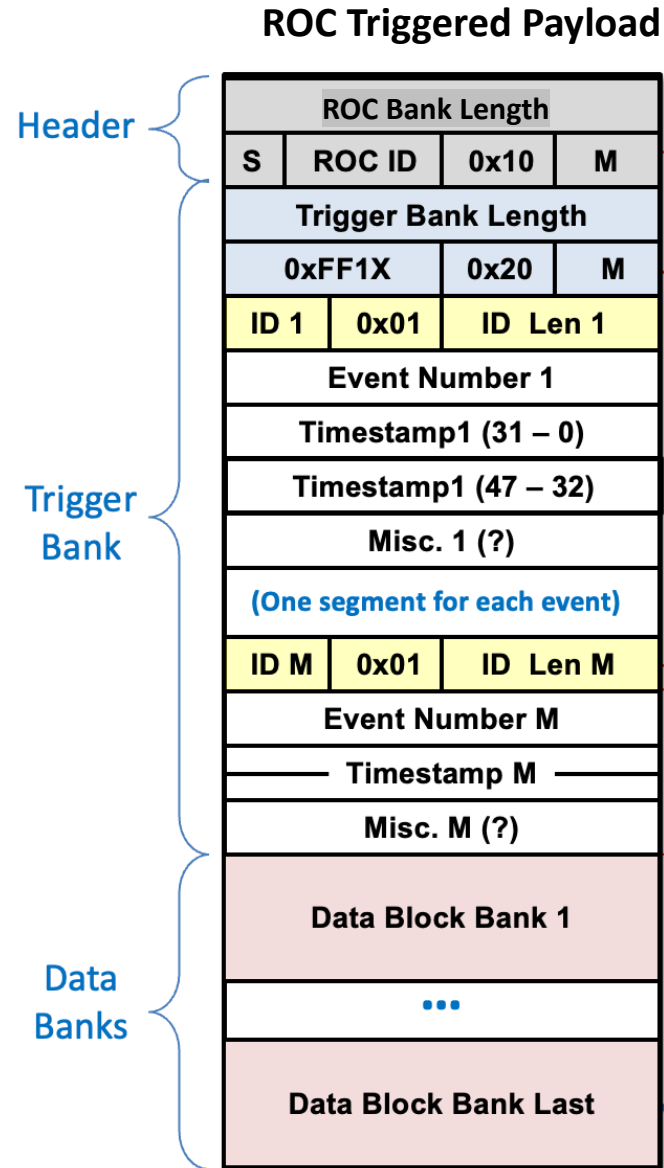 ROC Triggered Payload
Header
ROC Bank Length
S ROC ID 0x10 M
Trigger Bank Length
0xFF1X 0x20 M
ID 1 0x01 ID Len 1
Event Number 1
Timestamp1 (31 – 0)
Timestamp1 (47 – 32)
Trigger
Bank
Misc. 1 (?)
(One segment for each event)
ID M 0x01 ID Len M
Event Number M
Timestamp M
Misc. M (?)
Data Block Bank 1
Data
Banks
...
Data Block Bank Last